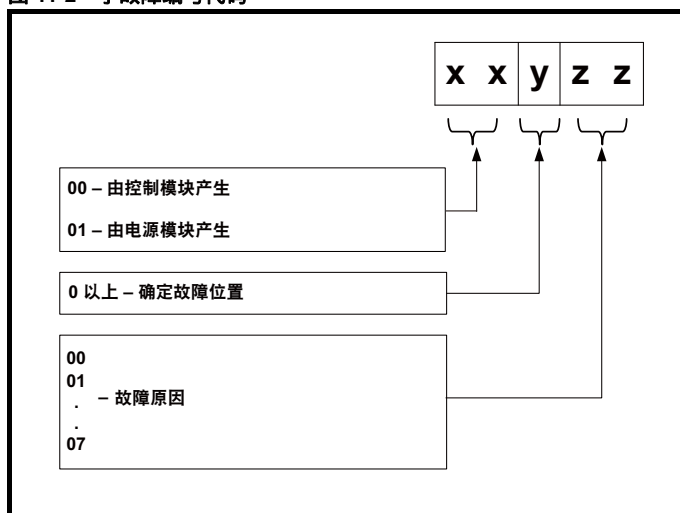 x x y z z
00 – 由控制模块产生
01 – 由电源模块产生
0 以上 – 确定故障位置
00
01
– 故障原因
.
.
07